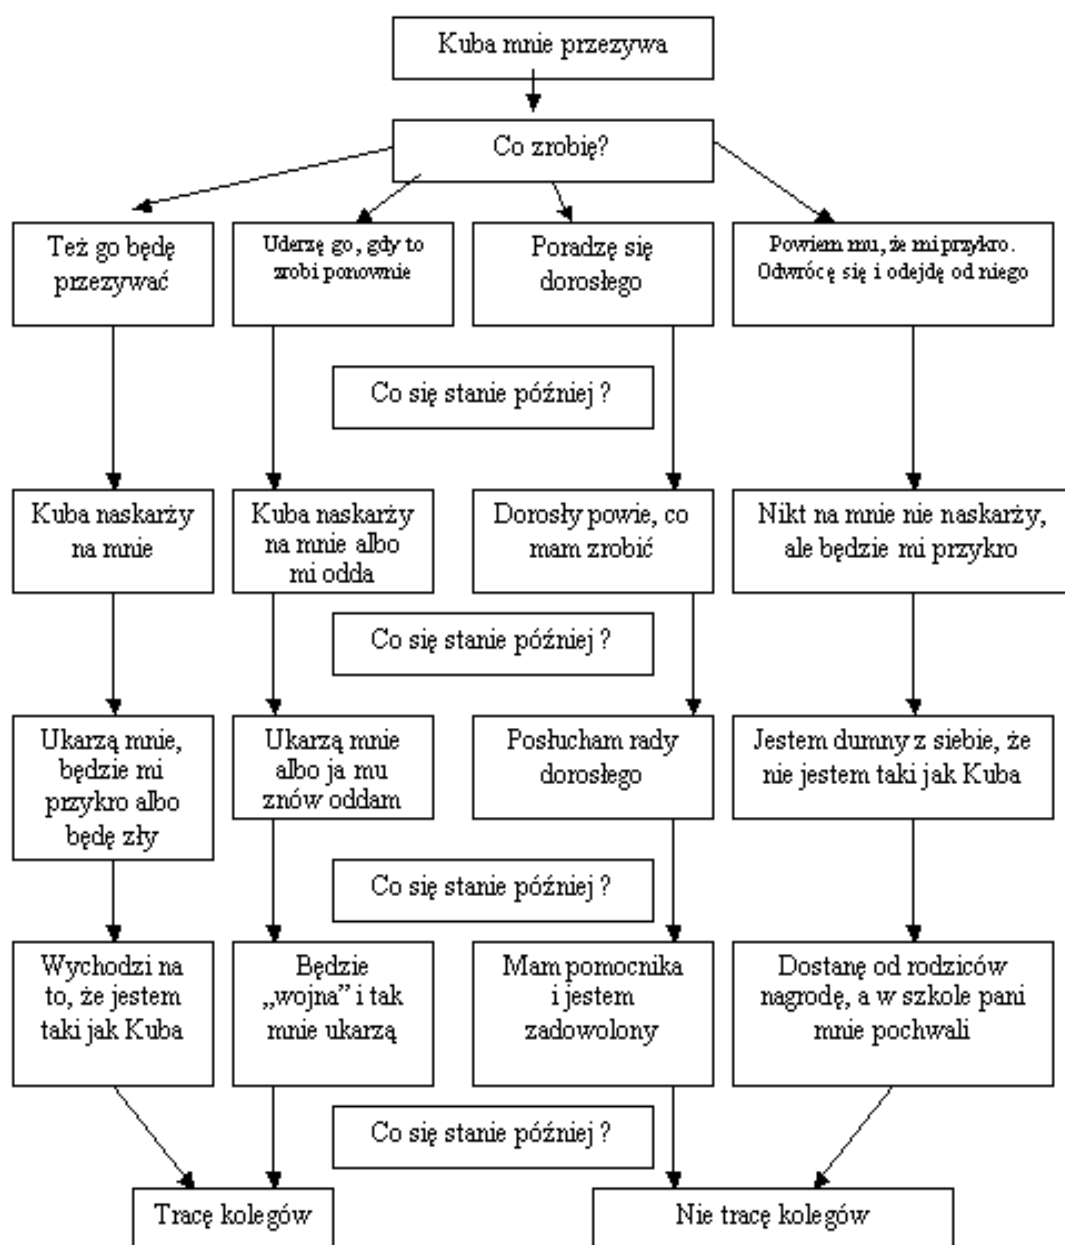 Kuba mnie przezywa
Co zrobię?
Też go będę
przezywać
Uderzę go, gdy to
zrobi ponownie
Poradzę się
dorosłego
Powiem mu, że mi przykro.
Odwrócę się i odejdę od niego
Co się stanie później ?
Kuba naskarży
na mnie
Kuba naskarży
na mnie albo
mi odda
Dorosły powie, co
mam zrobić
Nikt na mnie nie naskarży,
ale będzie mi przykro
Co się stanie później ?
Ukarzą mnie,
będzie mi
przykro albo
będę zły
Ukarzą mnie
albo ja mu
znów oddam
Posłucham rady
dorosłego
Jestem dumny z siebie, że
nie jestem taki jak Kuba
Co się stanie później ?
Wychodzi na
to, że jestem
taki jak Kuba
Będzie
„wojna” i tak
mnie ukarzą
Mam pomocnika
i jestem
zadowolony
Dostanę od rodziców
nagrodę, a w szkole pani
mnie pochwali
Co się stanie później ?
Tracę kolegów
Nie tracę kolegów